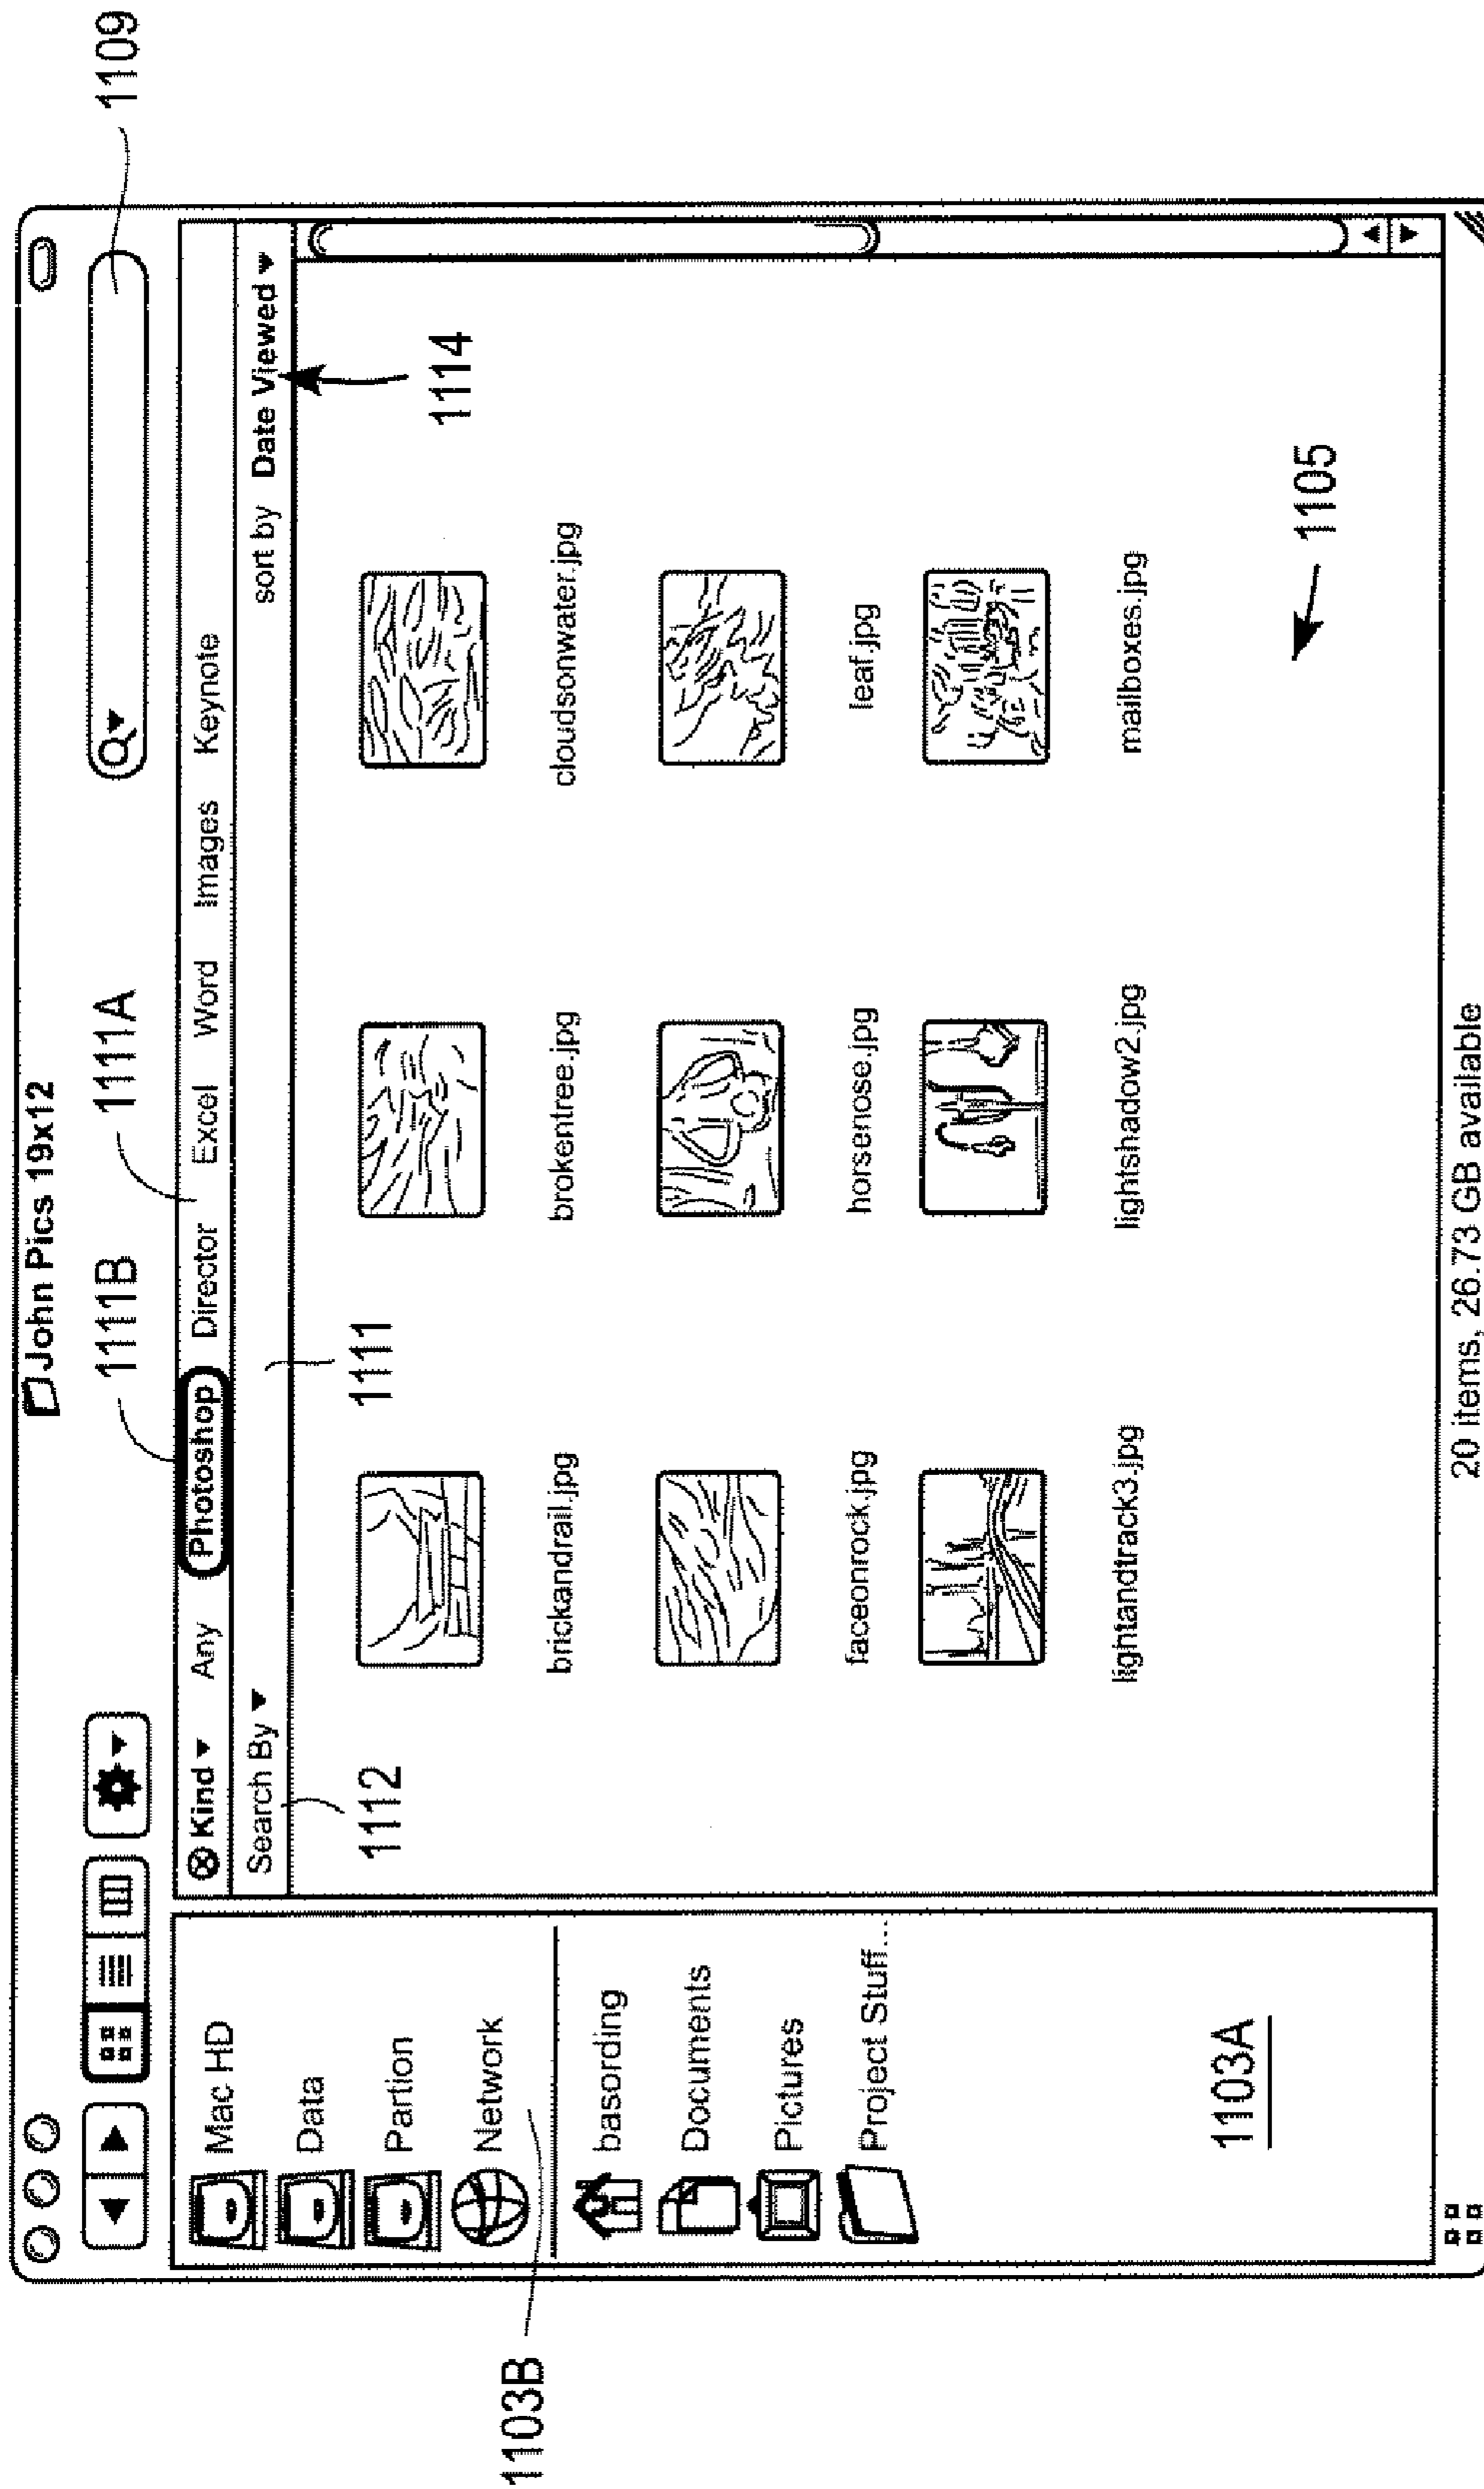 John Pics 19x12
1109
1111B
1111A
Kind Any Photoshop Director Excel Word Images Keynote
Search By
sort by Date Viewed
1112
1111
1114
Mac HD
Data
Partion
Network
1103B
basording
Documents
Pictures
Project Stuff...
1103A
brickandrail.jpg
brokentree.jpg
cloudsonwater.jpg
faceonrock.jpg
horsenose.jpg
leaf.jpg
lightandtrack3.jpg
lightshadow2.jpg
mailboxes.jpg
1105
20 items, 26.73 GB available